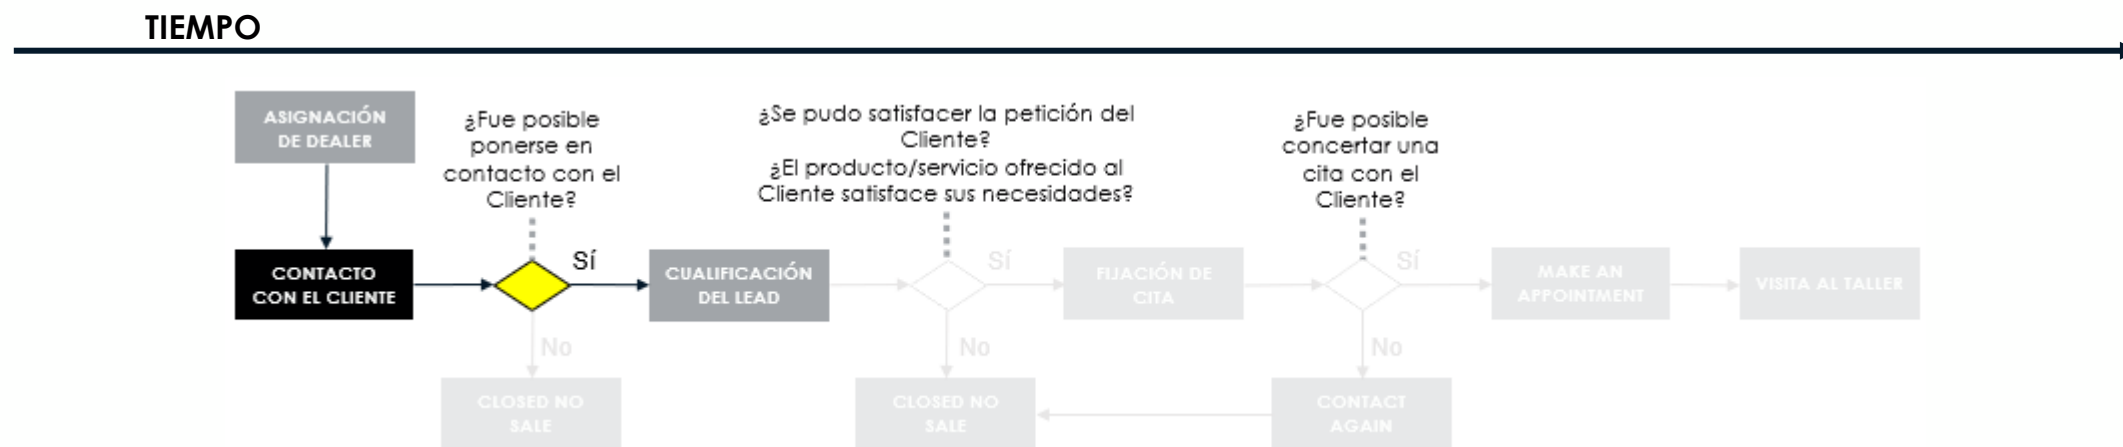 TIEMPO
ASIGNACIÓN
DE DEALER
¿Fue posible
ponerse en
contacto con el
Cliente?
¿Se pudo satisfacer la petición del
Cliente?
¿El producto/servicio ofrecido al
Cliente satisface sus necesidades?
¿Fue posible
concertar una
cita con el
Cliente?
CONTACTO
CON EL CLIENTE
Sí
CUALIFICACIÓN
DEL LEAD
Sí
FIJACIÓN DE
CITA
Sí
MAKE AN
APPOINTMENT
VISITA AL TALLER
No
No
No
CLOSED NO
SALE
CLOSED NO
SALE
CONTACT
AGAIN